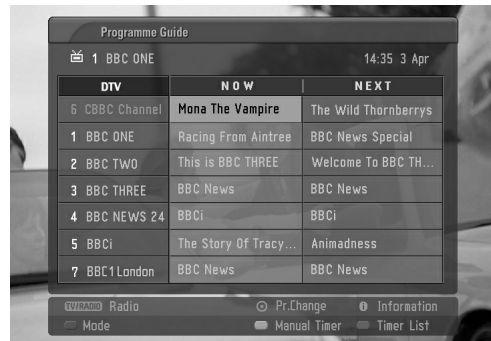 Programme Guide
1 BBC ONE 14:35 3 Apr
DTV NOW NEXT
6 CBBC Channel Mona The Vampire The Wild Thornberrys
1 BBC ONE Racing From Aintree BBC News Special
2 BBC TWO This is BBC THREE Welcome To BBC TH...
3 BBC THREE BBC News BBC News
4 BBC NEWS 24 BBCi BBCi
5 BBCi The Story Of Tracy... Animadness
7 BBC1 London BBC News BBC News
TV/RADIO Radio Pr.Change Information
Mode Manual Timer Timer List